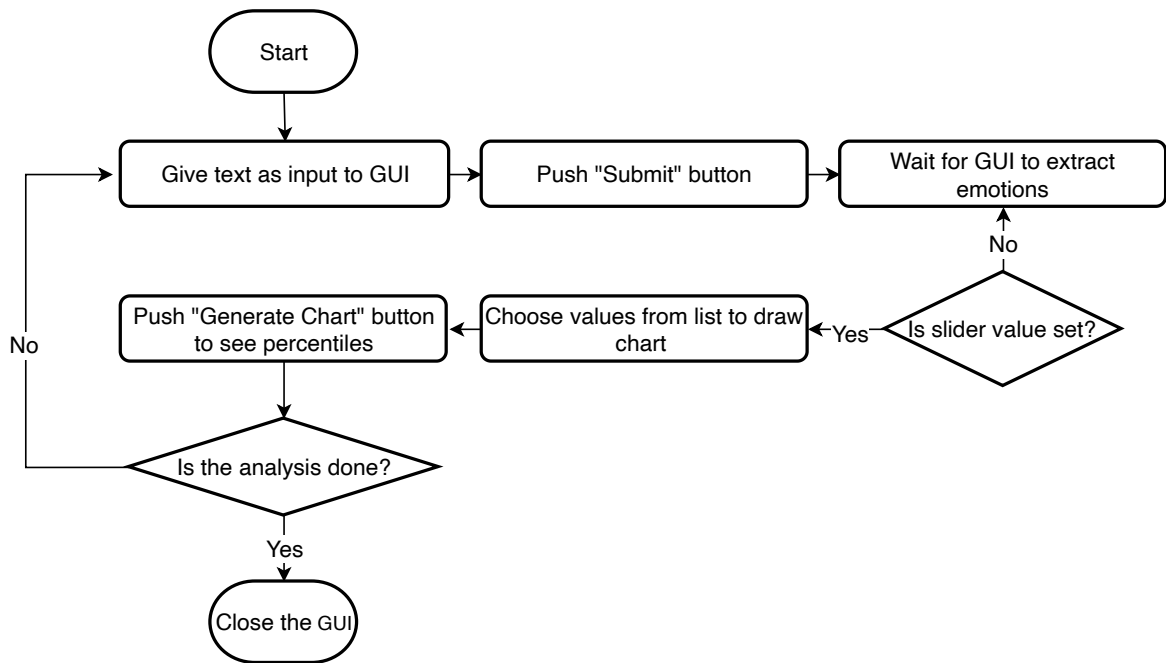 Start
Give text as input to GUI
Push "Submit" button
Wait for GUI to extract
emotions
No
Is slider value set?
Yes
Choose values from list to draw
chart
Push "Generate Chart" button
to see percentiles
No
Is the analysis done?
Yes
Close the GUI